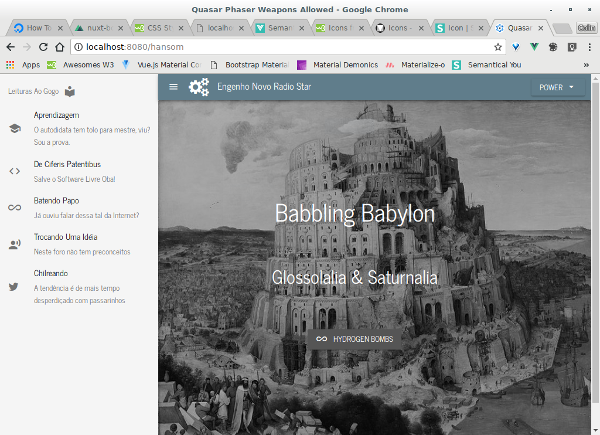 Quasar Phaser Weapons Allowed - Google Chrome
How To
nuxt-b
CSS St
localho
Seman
Icons F
Icons
Icon | S
Quasar
localhost:8080/hansom
Apps
Awesomes W3
Vue.js Material Co
Bootstrap Material
Material Demonics
Materialize-o
Semantical You
Leituras Ao Gogo
Engenho Novo Radio Star
POWER
Aprendizagem
O autodidata tem tolo para mestre, viu?
Sou a prova.
De Ciferis Patentibus
Salve o Software Livre Oba!
Batendo Papo
Já ouviu falar dessa tal da Internet?
Trocando Uma Idéia
Neste foro não tem preconceitos
Chilreando
A tendência é de mais tempo
desperdiçado com passarinhos
Babbling Babylon
Glossolalia & Saturnalia
HYDROGEN BOMBS